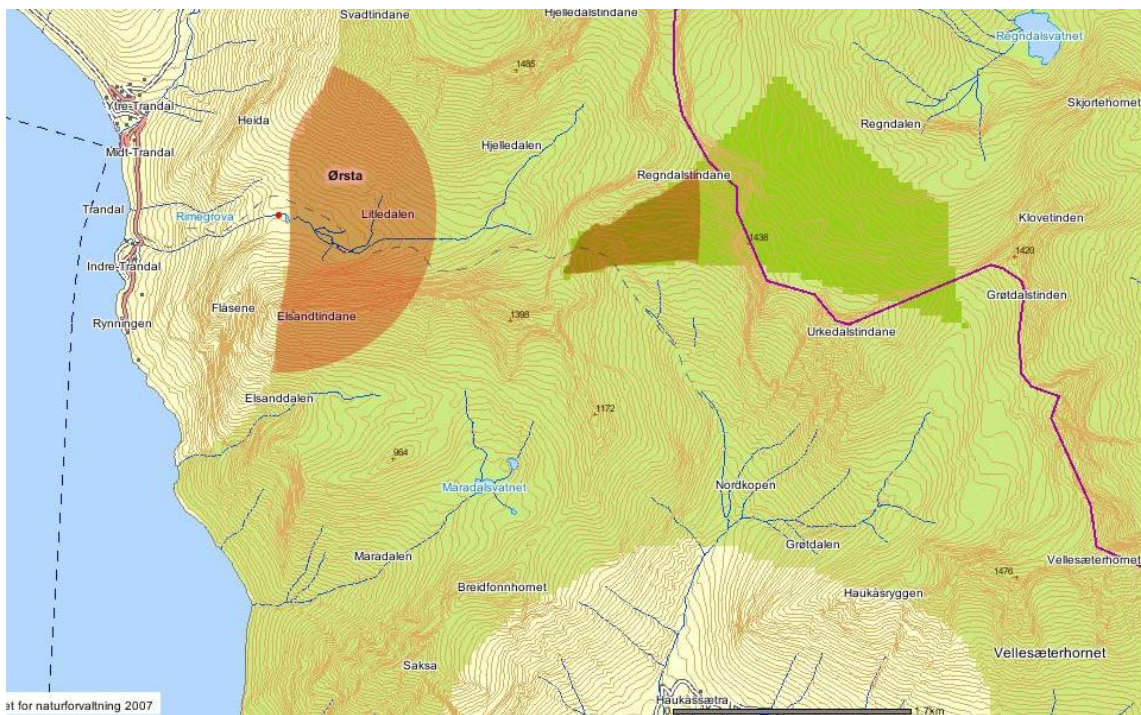 Svadtindane
Hjelledalstindane
Regndalsvatnet
1485
Ytre-Trandal
Skjortehornet
Heida
Regndalen
Midt-Trandal
Hjelledalen
Ørsta
Regndalstindane
Trandal
Rimegrova
Litledalen
Klovetinden
1438
1420
Indre-Trandal
Grøtdalstinden
Flåsene
Elsandtindane
1398
Rynningen
Urkedalstindane
Elsanddalen
1172
964
Maradalsvatnet
Nordkopen
Grøtdalen
Maradalen
Vellesæterhornet
1476
Breidfonnhornet
Haukåsryggen
Saksa
Vellesæterhornet
Haukåssætra
et for naturforvaltning 2007
0
1.7km